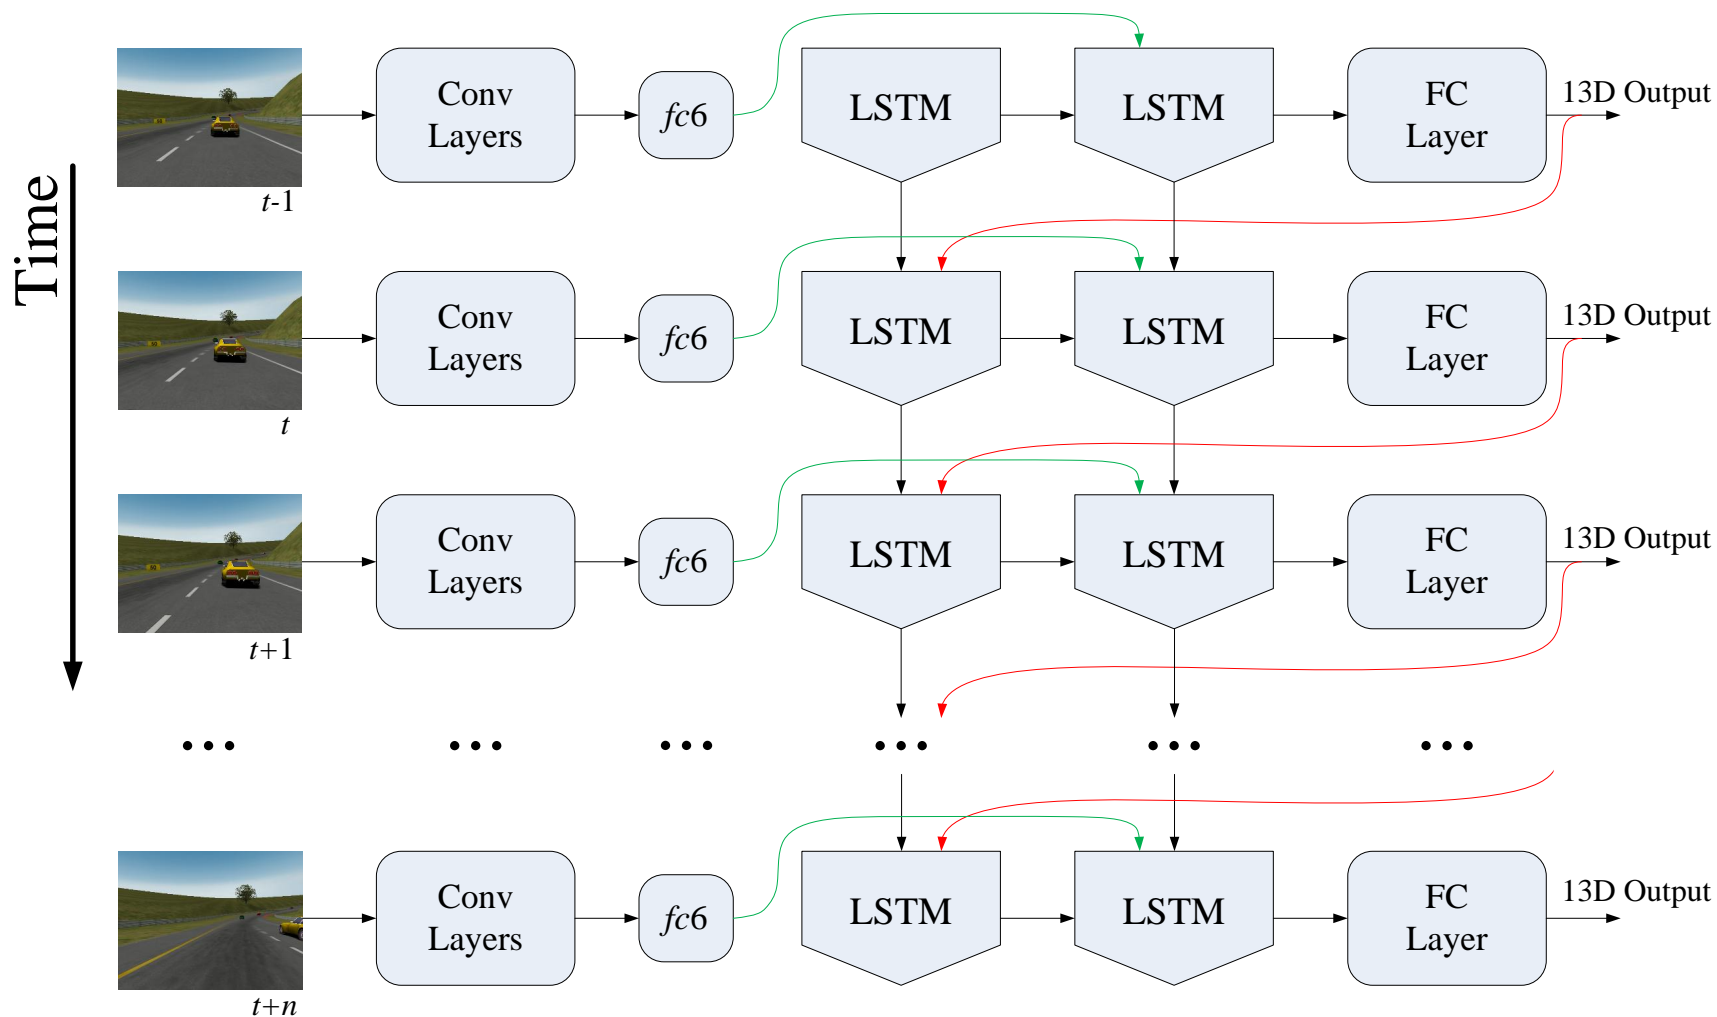 Time
Conv
Layers
fc6
LSTM
LSTM
FC
Layer
13D Output
t-1
Conv
Layers
fc6
LSTM
LSTM
FC
Layer
13D Output
t
Conv
Layers
fc6
LSTM
LSTM
FC
Layer
13D Output
t+1
... ... ... ... ... ...
Conv
Layers
fc6
LSTM
LSTM
FC
Layer
13D Output
t+n